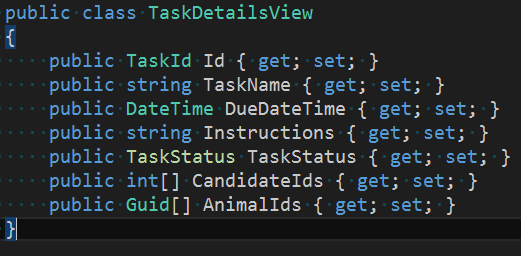 public class TaskDetailsView
{
public TaskId Id { get; set; }
public string TaskName { get; set; }
public DateTime DueDateTime { get; set; }
public string Instructions { get; set; }
public TaskStatus TaskStatus { get; set; }
public int[] CandidateIds { get; set; }
public Guid[] AnimalIds { get; set; }
}